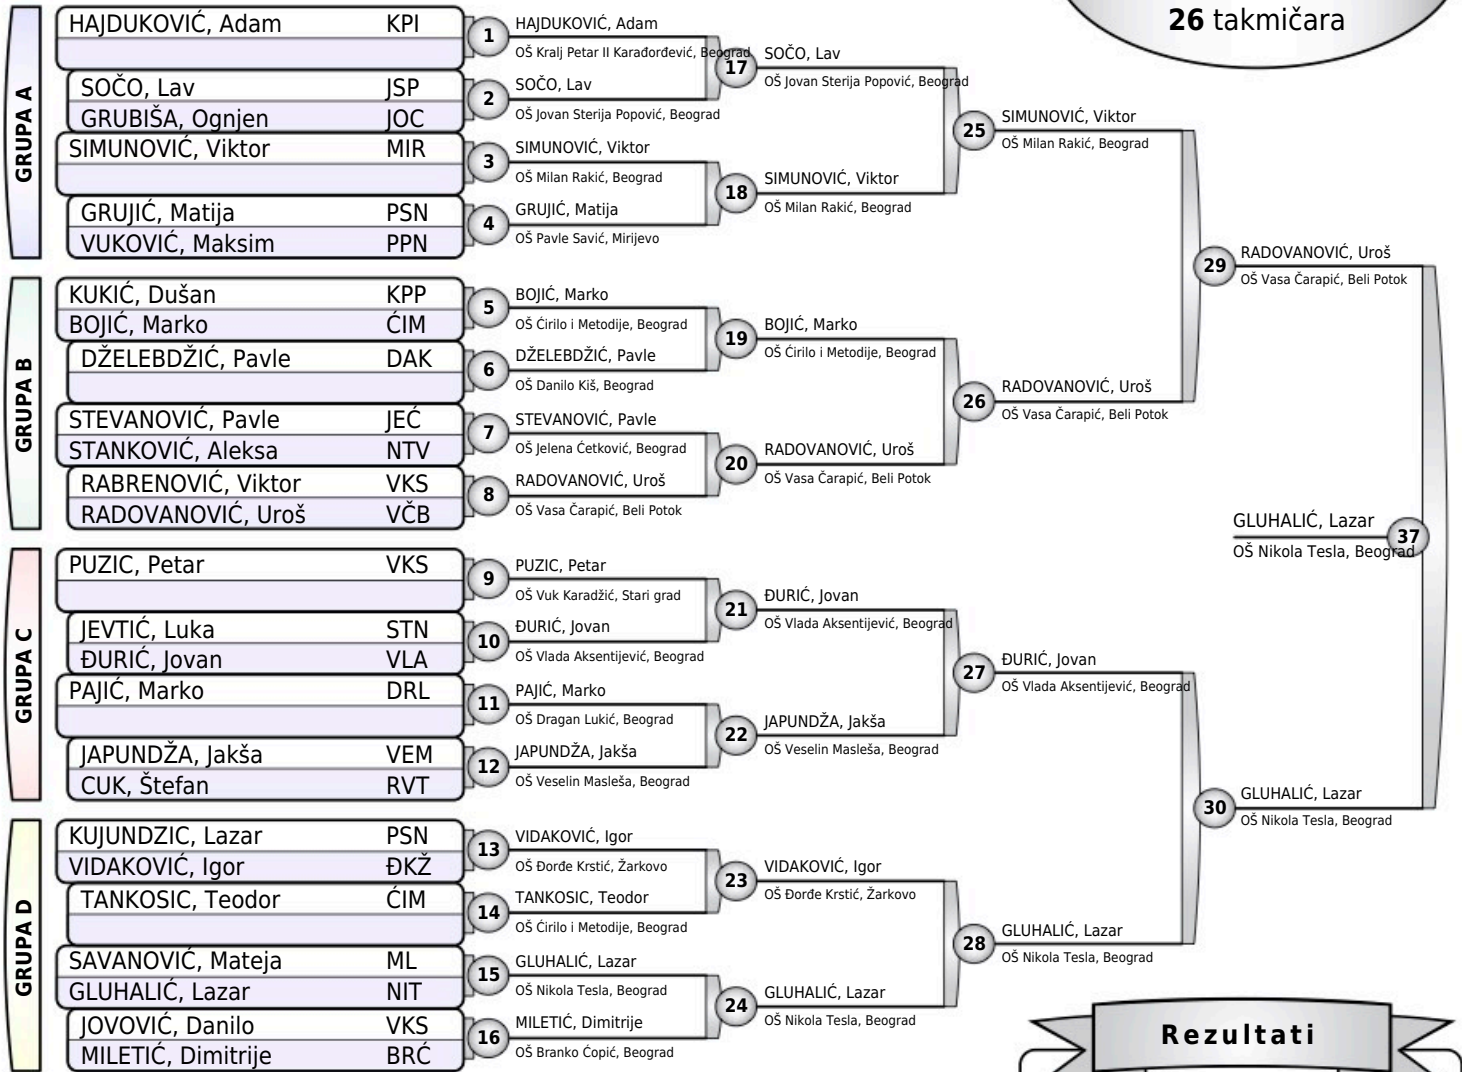 26 takmičara
GRUPA A
HAJDUKOVIĆ, Adam KPI
SOČO, Lav JSP
GRUBIŠA, Ognjen JOC
SIMUNOVIĆ, Viktor MIR
GRUJIĆ, Matija PSN
VUKOVIĆ, Maksim PPN
GRUPA B
KUKIĆ, Dušan KPP
BOJIĆ, Marko ĆIM
DŽELEBDŽIĆ, Pavle DAK
STEVANOVIĆ, Pavle JEĆ
STANKOVIĆ, Aleksa NTV
RABRENOVIĆ, Viktor VKS
RADOVANOVIĆ, Uroš VČB
GRUPA C
PUZIC, Petar VKS
JEVTIĆ, Luka STN
ĐURIĆ, Jovan VLA
PAJIĆ, Marko DRL
JAPUNDŽA, Jakša VEM
CUK, Štefan RVT
GRUPA D
KUJUNDZIC, Lazar PSN
VIDAKOVIĆ, Igor ĐKŽ
TANKOSIC, Teodor ĆIM
SAVANOVIĆ, Mateja ML
GLUHALIĆ, Lazar NIT
JOVOVIĆ, Danilo VKS
MILETIĆ, Dimitrije BRĆ
1
HAJDUKOVIĆ, Adam
OŠ Kralj Petar II Karađorđević, Beograd
2
SOČO, Lav
OŠ Jovan Sterija Popović, Beograd
3
SIMUNOVIĆ, Viktor
OŠ Milan Rakić, Beograd
4
GRUJIĆ, Matija
OŠ Pavle Savić, Mirijevo
5
BOJIĆ, Marko
OŠ Ćirilo i Metodije, Beograd
6
DŽELEBDŽIĆ, Pavle
OŠ Danilo Kiš, Beograd
7
STEVANOVIĆ, Pavle
OŠ Jelena Ćetković, Beograd
8
RADOVANOVIĆ, Uroš
OŠ Vasa Čarapić, Beli Potok
9
PUZIC, Petar
OŠ Vuk Karadžić, Stari grad
10
ĐURIĆ, Jovan
OŠ Vlada Aksentijević, Beograd
11
PAJIĆ, Marko
OŠ Dragan Lukić, Beograd
12
JAPUNDŽA, Jakša
OŠ Veselin Masleša, Beograd
13
VIDAKOVIĆ, Igor
OŠ Đorđe Krstić, Žarkovo
14
TANKOSIC, Teodor
OŠ Ćirilo i Metodije, Beograd
15
GLUHALIĆ, Lazar
OŠ Nikola Tesla, Beograd
16
MILETIĆ, Dimitrije
OŠ Branko Ćopić, Beograd
17
SOČO, Lav
OŠ Jovan Sterija Popović, Beograd
18
SIMUNOVIĆ, Viktor
OŠ Milan Rakić, Beograd
19
BOJIĆ, Marko
OŠ Ćirilo i Metodije, Beograd
20
RADOVANOVIĆ, Uroš
OŠ Vasa Čarapić, Beli Potok
21
ĐURIĆ, Jovan
OŠ Vlada Aksentijević, Beograd
22
JAPUNDŽA, Jakša
OŠ Veselin Masleša, Beograd
23
VIDAKOVIĆ, Igor
OŠ Đorđe Krstić, Žarkovo
24
GLUHALIĆ, Lazar
OŠ Nikola Tesla, Beograd
25
SIMUNOVIĆ, Viktor
OŠ Milan Rakić, Beograd
26
RADOVANOVIĆ, Uroš
OŠ Vasa Čarapić, Beli Potok
27
ĐURIĆ, Jovan
OŠ Vlada Aksentijević, Beograd
28
GLUHALIĆ, Lazar
OŠ Nikola Tesla, Beograd
29
RADOVANOVIĆ, Uroš
OŠ Vasa Čarapić, Beli Potok
30
GLUHALIĆ, Lazar
OŠ Nikola Tesla, Beograd
GLUHALIĆ, Lazar
37
OŠ Nikola Tesla, Beograd
Rezultati